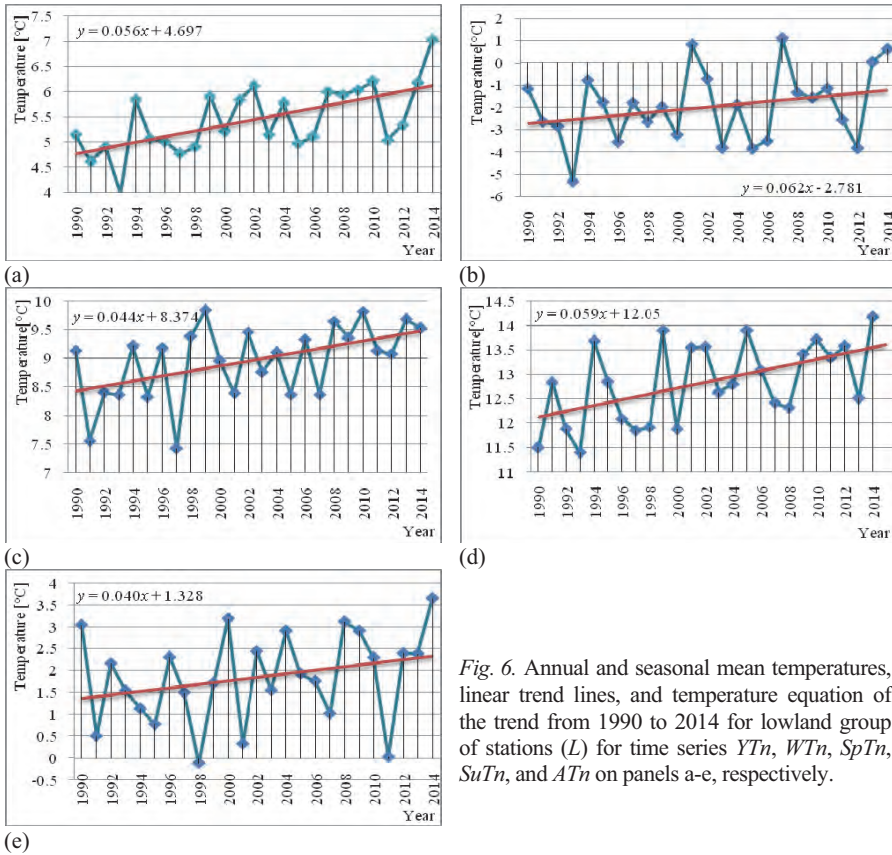 Temperature [°C]
y = 0.056x+4.697
7.5
7
6.5
6
5.5
5
4.5
4
1990 1992 1994 1996 1998 2000 2002 2004 2006 2008 2010 2012 2014
Year
(a)
Temperature[°C]
2
1
0
-1
-2
-3
-4
-5
-6
y=0.062x-2.781
1990 1992 1994 1996 1998 2000 2002 2004 2006 2008 2010 2012 2014
Year
(b)
Temperature [°C]
y = 0.044x+8.374
10
9.5
9
8.5
8
7.5
7
1990 1992 1994 1996 1998 2000 2002 2004 2006 2008 2010 2012 2014
Year
(c)
Temperature[°C]
y=0.059x+12.05
14.5
14
13.5
13
12.5
12
11.5
11
1990 1992 1994 1996 1998 2000 2002 2004 2006 2008 2010 2012 2014
Year
(d)
Temperature [°C]
y = 0.040x+1.328
4
3.5
3
2.5
2
1.5
1
0.5
0
-0.5
1990 1992 1994 1996 1998 2000 2002 2004 2006 2008 2010 2012 2014
Year
(e)
Fig. 6. Annual and seasonal mean temperatures,
linear trend lines, and temperature equation of
the trend from 1990 to 2014 for lowland group
of stations (L) for time series YTn, WTn, SpTn,
SuTn, and ATn on panels a-e, respectively.